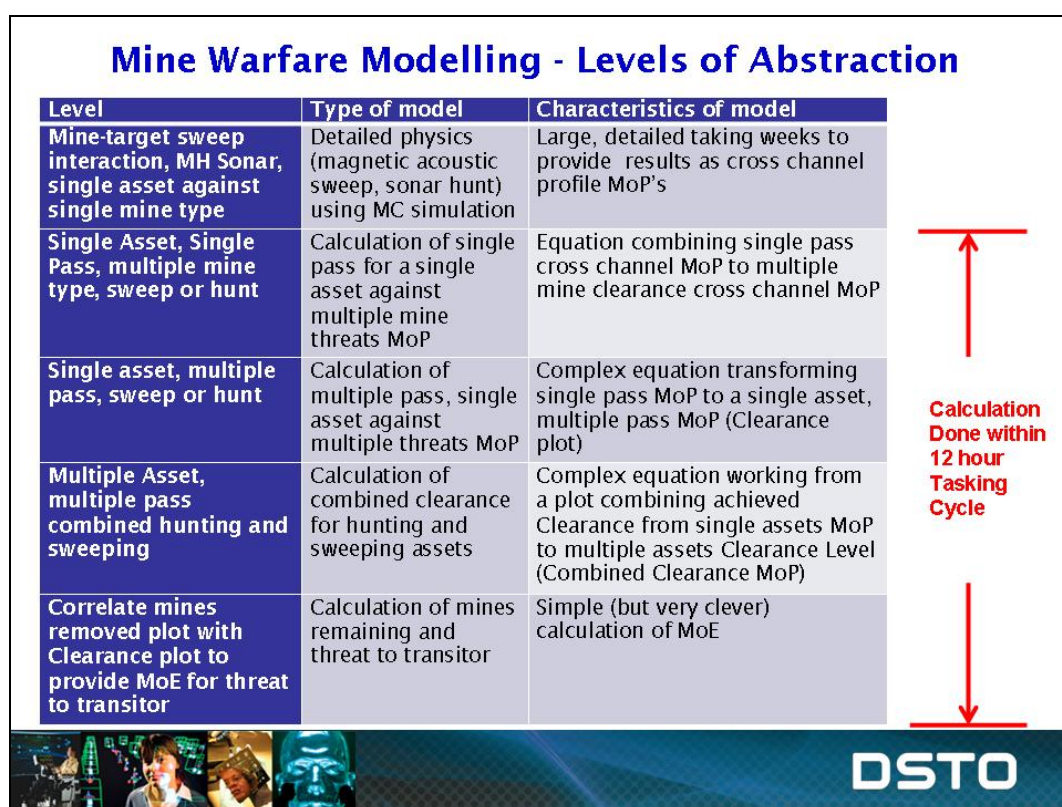 Mine Warfare Modelling - Levels of Abstraction
Level
Type of model
Characteristics of model
Mine-target sweep
interaction, MH Sonar,
single asset against
single mine type
Detailed physics
(magnetic acoustic
sweep, sonar hunt)
using MC simulation
Large, detailed taking weeks to
provide results as cross channel
profile MoP's
Single Asset, Single
Pass, multiple mine
type, sweep or hunt
Calculation of single
pass for a single
asset against
multiple mine
threats MoP
Equation combining single pass
cross channel MoP to multiple
mine clearance cross channel MoP
Single asset, multiple
pass, sweep or hunt
Calculation of
multiple pass, single
asset against
multiple threats MoP
Complex equation transforming
single pass MoP to a single asset,
multiple pass MoP (Clearance
plot)
Multiple Asset,
multiple pass
combined hunting and
sweeping
Calculation of
combined clearance
for hunting and
sweeping assets
Complex equation working from
a plot combining achieved
Clearance from single assets MoP
to multiple assets Clearance Level
(Combined Clearance MoP)
Correlate mines
removed plot with
Clearance plot to
provide MoE for threat
to transitor
Calculation of mines
remaining and
threat to transitor
Simple (but very clever)
calculation of MoE
Calculation
Done within
12 hour
Tasking
Cycle
DSTO